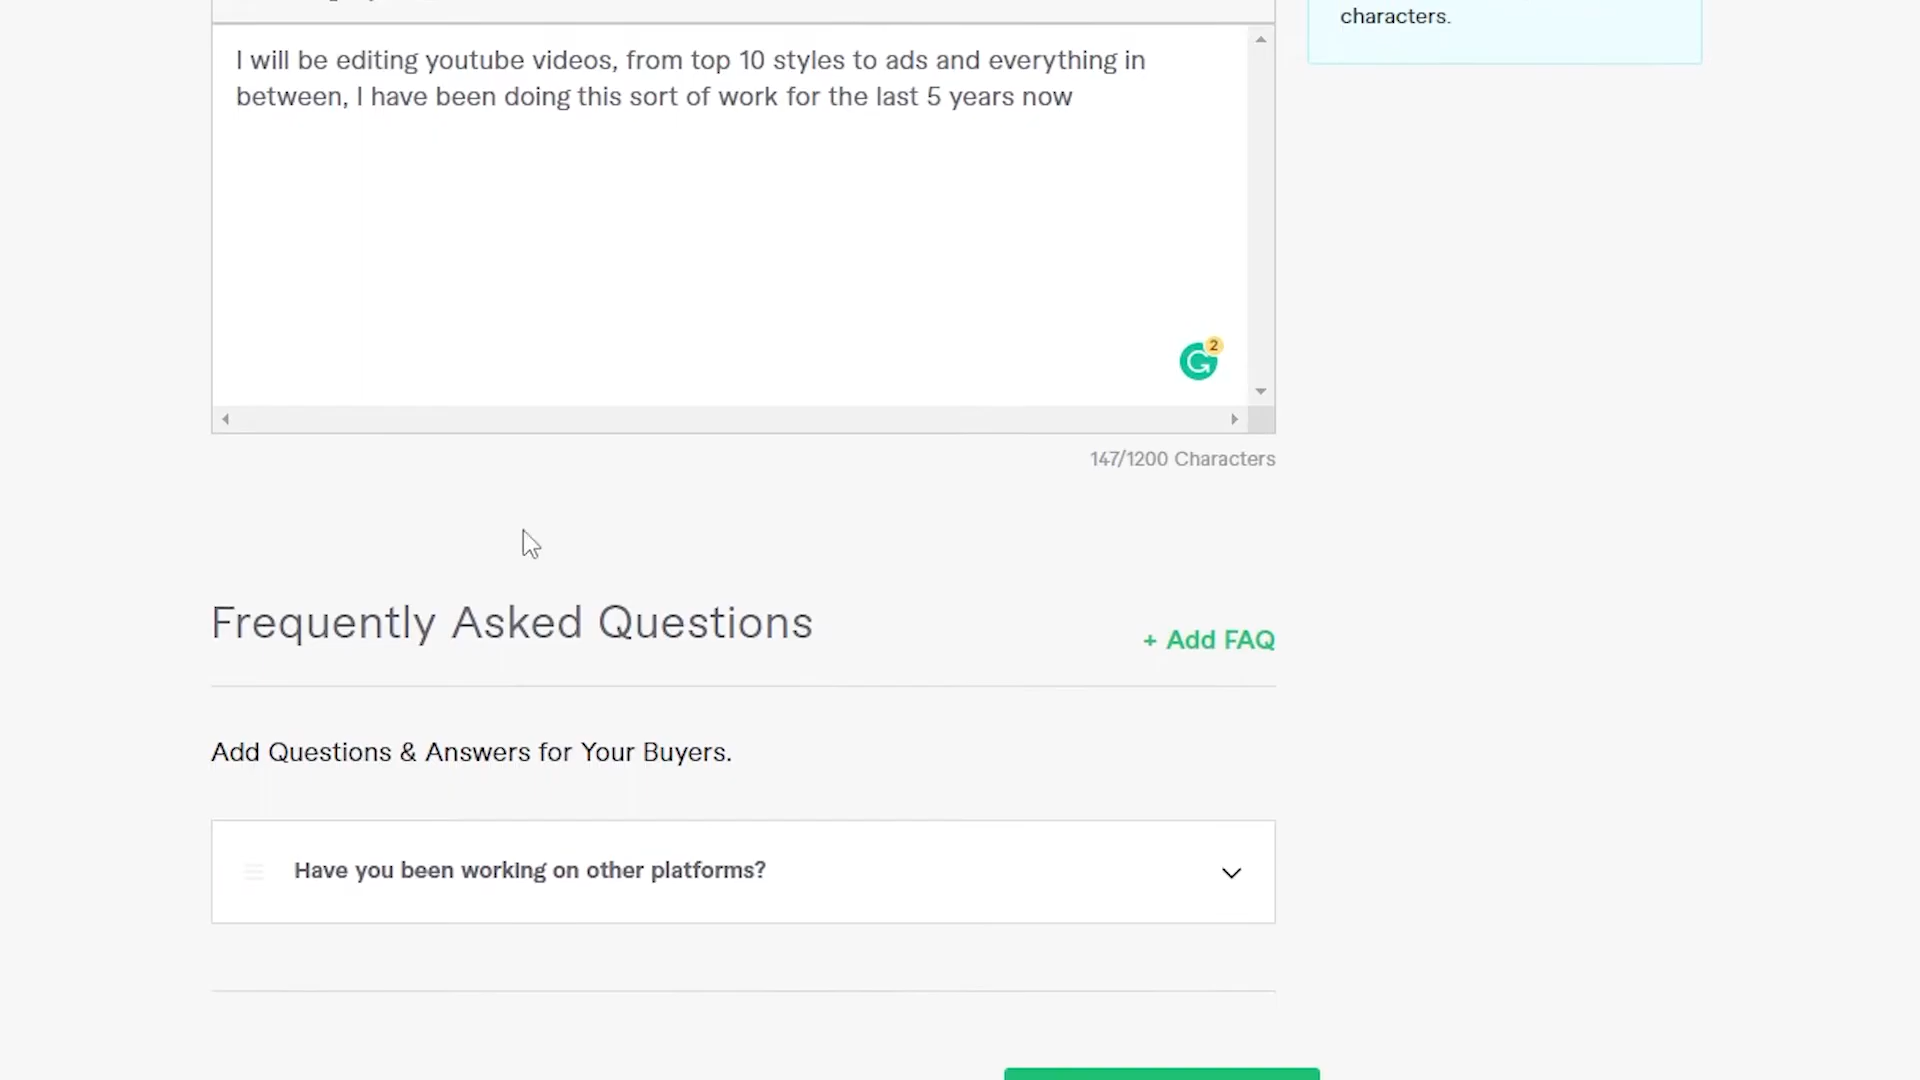 characters.
I will be editing youtube videos, from top 10 styles to ads and everything in
between, I have been doing this sort of work for the last 5 years now
2
147/1200 Characters
Frequently Asked Questions
+ Add FAQ
Add Questions & Answers for Your Buyers.
Have you been working on other platforms?